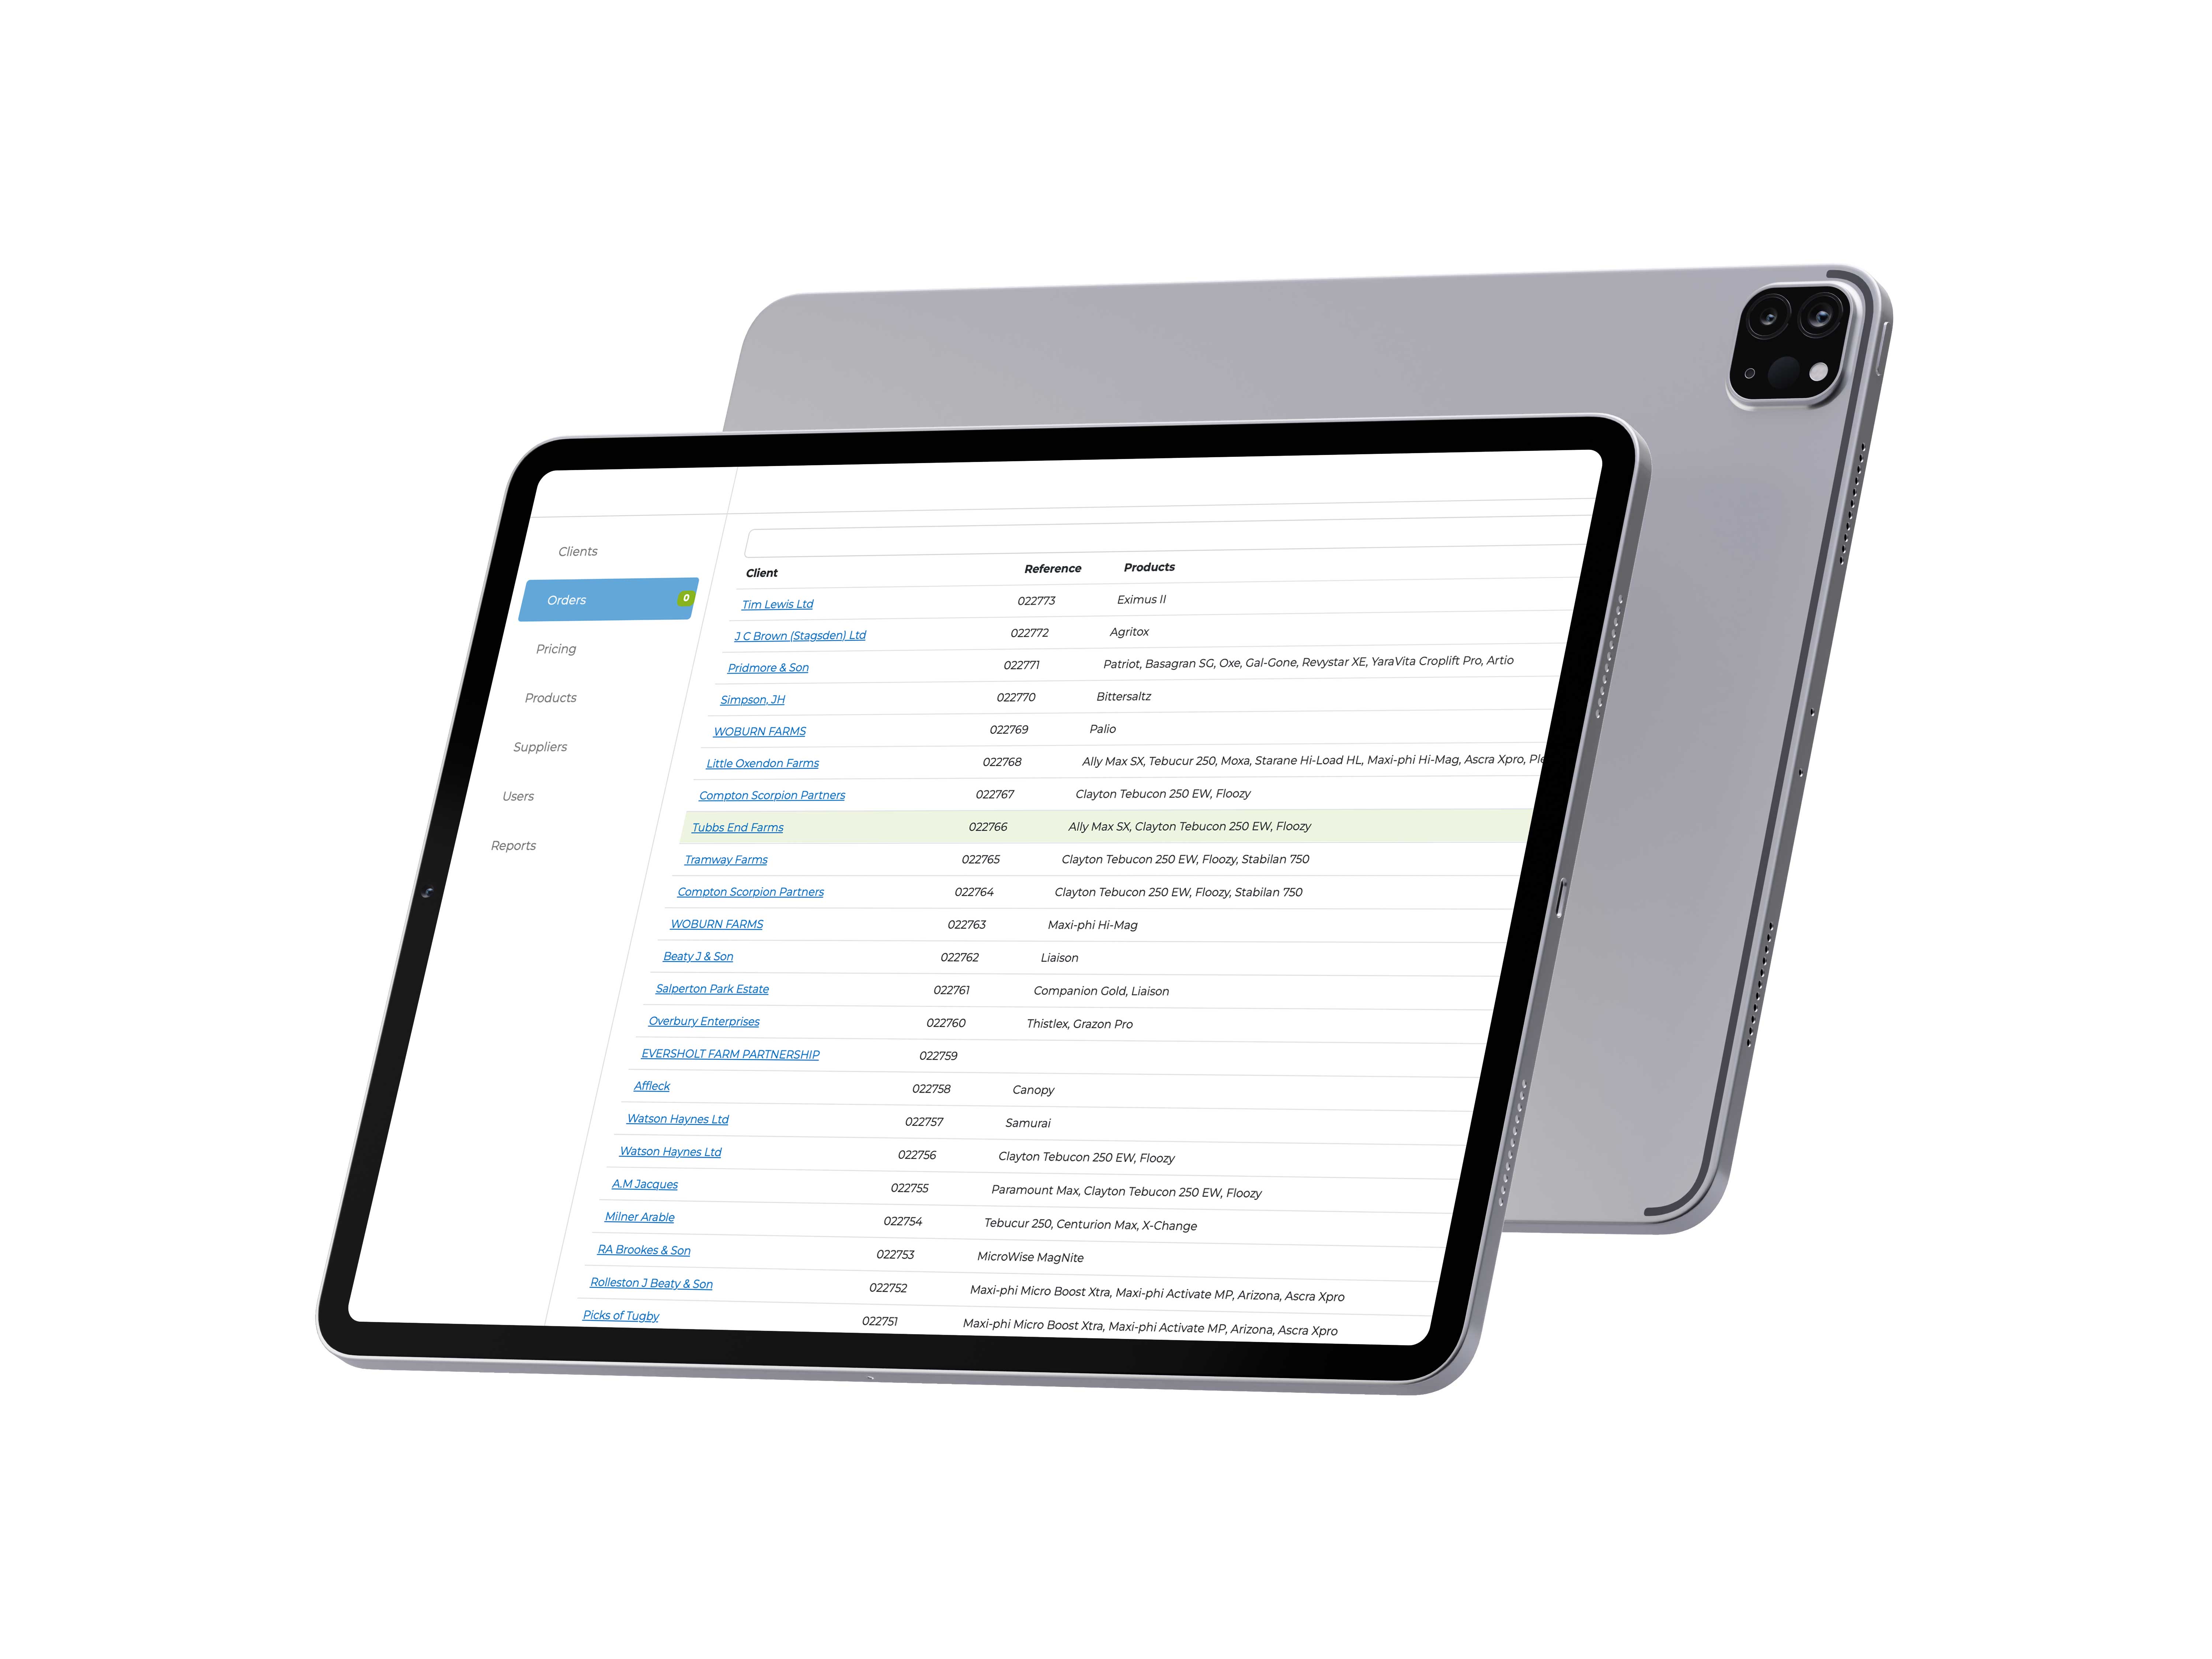 Clients
Orders 0
Pricing
Products
Suppliers
Users
Reports
Client Reference Products
Tim Lewis Ltd 022773 Eximus II
J C Brown (Stagsden) Ltd 022772 Agritox
Pridmore & Son 022771 Patriot, Basagran SG, Oxe, Gal-Gone, Revystar XE, YaraVita Croplift Pro, Artio
Simpson, JH 022770 Bittersaltz
WOBURN FARMS 022769 Palio
Little Oxendon Farms 022768 Ally Max SX, Tebucur 250, Moxa, Starane Hi-Load HL, Maxi-phi Hi-Mag, Ascra Xpro,
Compton Scorpion Partners 022767 Clayton Tebucon 250 EW, Floozy
Tubbs End Farms 022766 Ally Max SX, Clayton Tebucon 250 EW, Floozy
Tramway Farms 022765 Clayton Tebucon 250 EW, Floozy, Stabilan 750
Compton Scorpion Partners 022764 Clayton Tebucon 250 EW, Floozy, Stabilan 750
WOBURN FARMS 022763 Maxi-phi Hi-Mag
Beaty J & Son 022762 Liaison
Salperton Park Estate 022761 Companion Gold, Liaison
Overbury Enterprises 022760 Thistlex, Grazon Pro
EVERSHOLT FARM PARTNERSHIP 022759
Affleck 022758 Canopy
Watson Haynes Ltd 022757 Samurai
Watson Haynes Ltd 022756 Clayton Tebucon 250 EW, Floozy
A.M Jacques 022755 Paramount Max, Clayton Tebucon 250 EW, Floozy
Milner Arable 022754 Tebucur 250, Centurion Max, X-Change
RA Brookes & Son 022753 MicroWise MagNite
Rolleston J Beaty & Son 022752 Maxi-phi Micro Boost Xtra, Maxi-phi Activate MP, Arizona, Ascra Xpro
Picks of Tugby 022751 Maxi-phi Micro Boost Xtra, Maxi-phi Activate MP, Arizona, Ascra Xpro